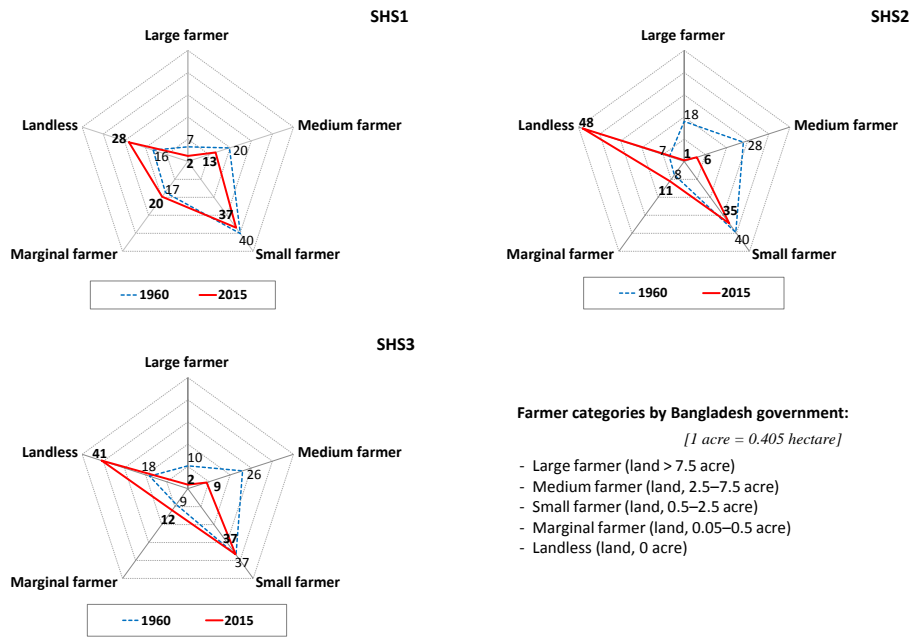 SHS1
Large farmer
Landless
Medium farmer
7
28
20
16
2
13
17
20
37
40
Marginal farmer
Small farmer
1960
2015
SHS2
Large farmer
18
Landless
48
Medium farmer
28
7
1
6
8
11
35
40
Marginal farmer
Small farmer
1960
2015
SHS3
Large farmer
Landless
41
Medium farmer
10
18
26
2
9
9
12
37
37
Marginal farmer
Small farmer
1960
2015
Farmer categories by Bangladesh government:
[1 acre = 0.405 hectare]
- Large farmer (land > 7.5 acre)
- Medium farmer (land, 2.5–7.5 acre)
- Small farmer (land, 0.5–2.5 acre)
- Marginal farmer (land, 0.05–0.5 acre)
- Landless (land, 0 acre)